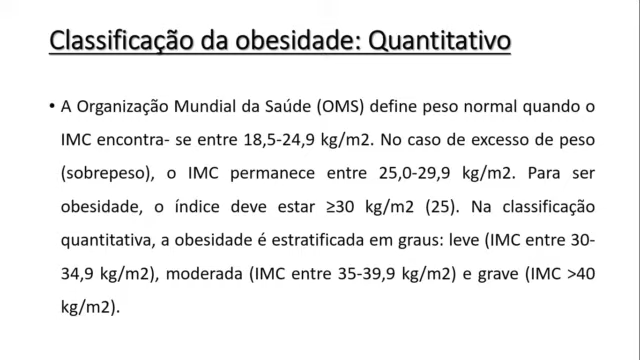 Classificação da obesidade: Quantitativo
• A Organização Mundial da Saúde (OMS) define peso normal quando o
IMC encontra- se entre 18,5-24,9 kg/m2. No caso de excesso de peso
(sobrepeso), o IMC permanece entre 25,0-29,9 kg/m2. Para ser
obesidade, o índice deve estar ≥30 kg/m2 (25). Na classificação
quantitativa, a obesidade é estratificada em graus: leve (IMC entre 30-
34,9 kg/m2), moderada (IMC entre 35-39,9 kg/m2) e grave (IMC >40
kg/m2).